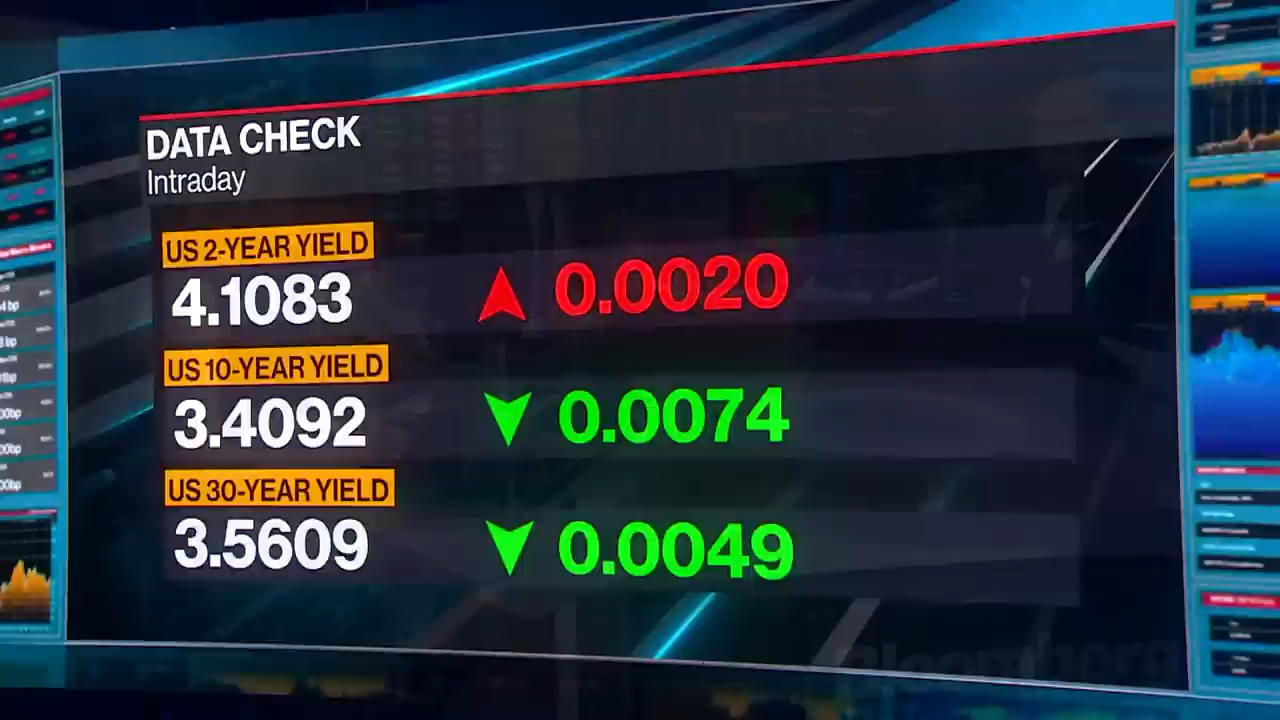 DATA CHECK
Intraday
US 2-YEAR YIELD
4.1083 ▲ 0.0020
US 10-YEAR YIELD
3.4092 ▼ 0.0074
US 30-YEAR YIELD
3.5609 ▼ 0.0049
Bloomberg